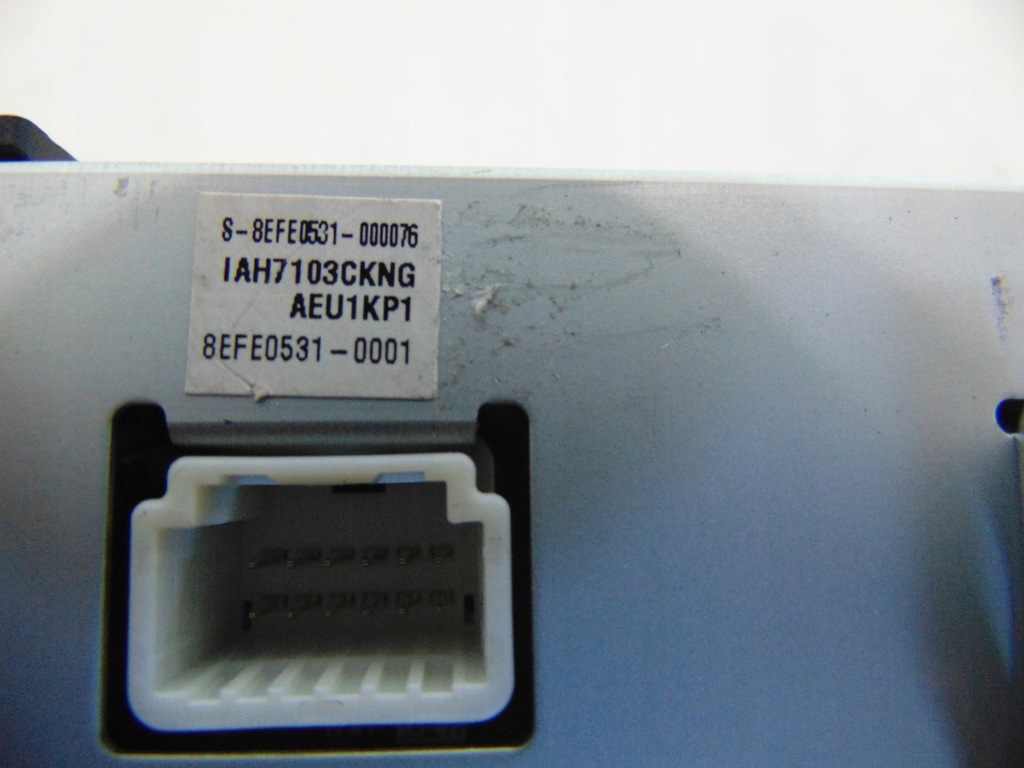 S-8EFE0531-000076
IAH7103CKNG
AEU1KP1
8EFE0531-0001